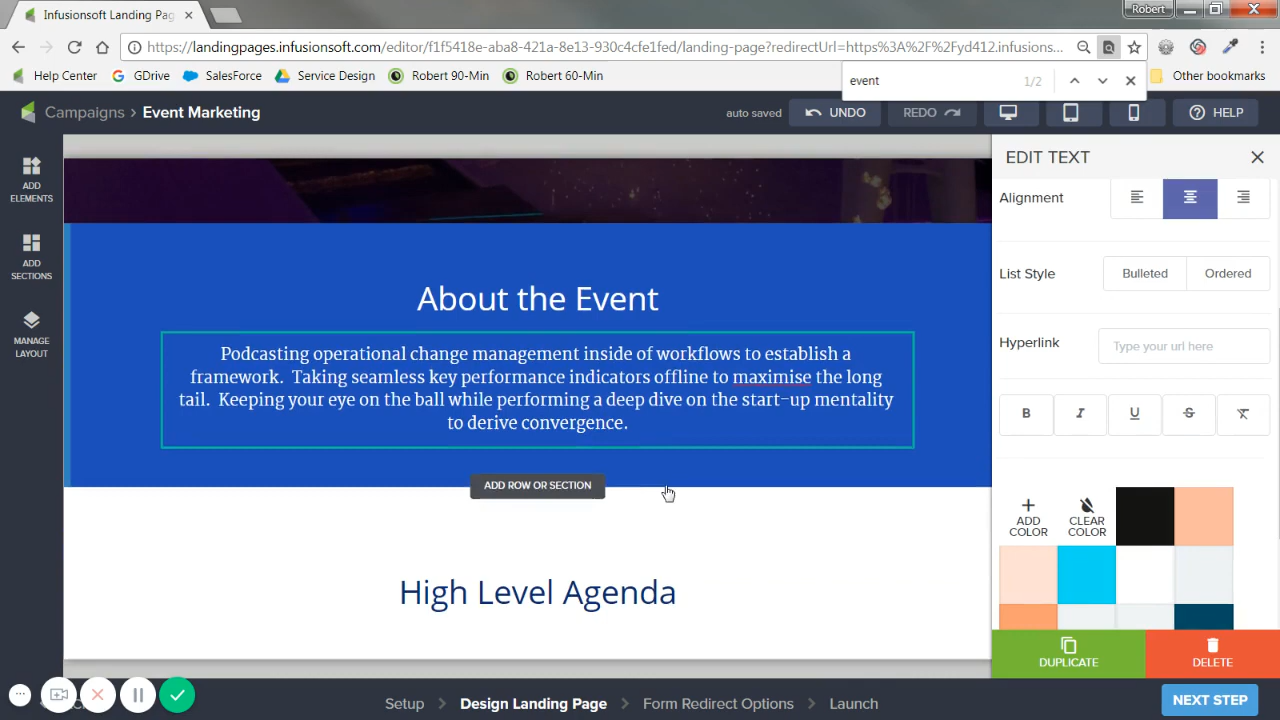 Infusionsoft Landing Pag
Robert
https://landingpages.infusionsoft.com/editor/f1f5418e-aba8-421a-8e13-930c4cfe1fed/landing-page?redirectUrl=https%3A%2F%2Fyd412.infusions...
Help Center
GDrive
SalesForce
Service Design
Robert 90-Min
Robert 60-Min
Other bookmarks
event 1/2
Campaigns > Event Marketing
auto saved
UNDO
REDO
HELP
ADD ELEMENTS
ADD SECTIONS
MANAGE LAYOUT
About the Event
Podcasting operational change management inside of workflows to establish a
framework. Taking seamless key performance indicators offline to maximise the long
tail. Keeping your eye on the ball while performing a deep dive on the start-up mentality
to derive convergence.
ADD ROW OR SECTION
High Level Agenda
EDIT TEXT
Alignment
List Style
Bulleted
Ordered
Hyperlink
Type your url here
B I U S
ADD COLOR
CLEAR COLOR
DUPLICATE
DELETE
Setup > Design Landing Page > Form Redirect Options > Launch
NEXT STEP